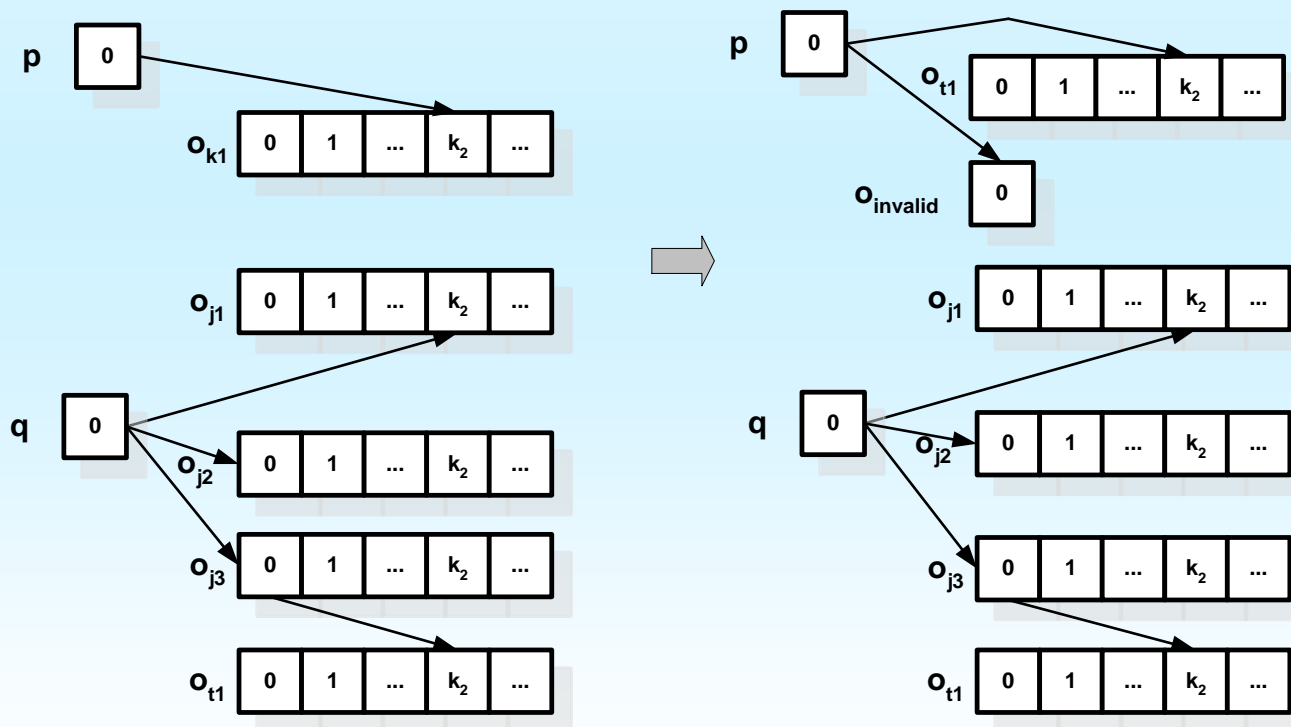 p 0
o_k1 0 1 ... k_2 ...
o_j1 0 1 ... k_2 ...
q 0
o_j2 0 1 ... k_2 ...
o_j3 0 1 ... k_2 ...
o_t1 0 1 ... k_2 ...
p 0
o_t1 0 1 ... k_2 ...
o_invalid 0
o_j1 0 1 ... k_2 ...
q 0
o_j2 0 1 ... k_2 ...
o_j3 0 1 ... k_2 ...
o_t1 0 1 ... k_2 ...